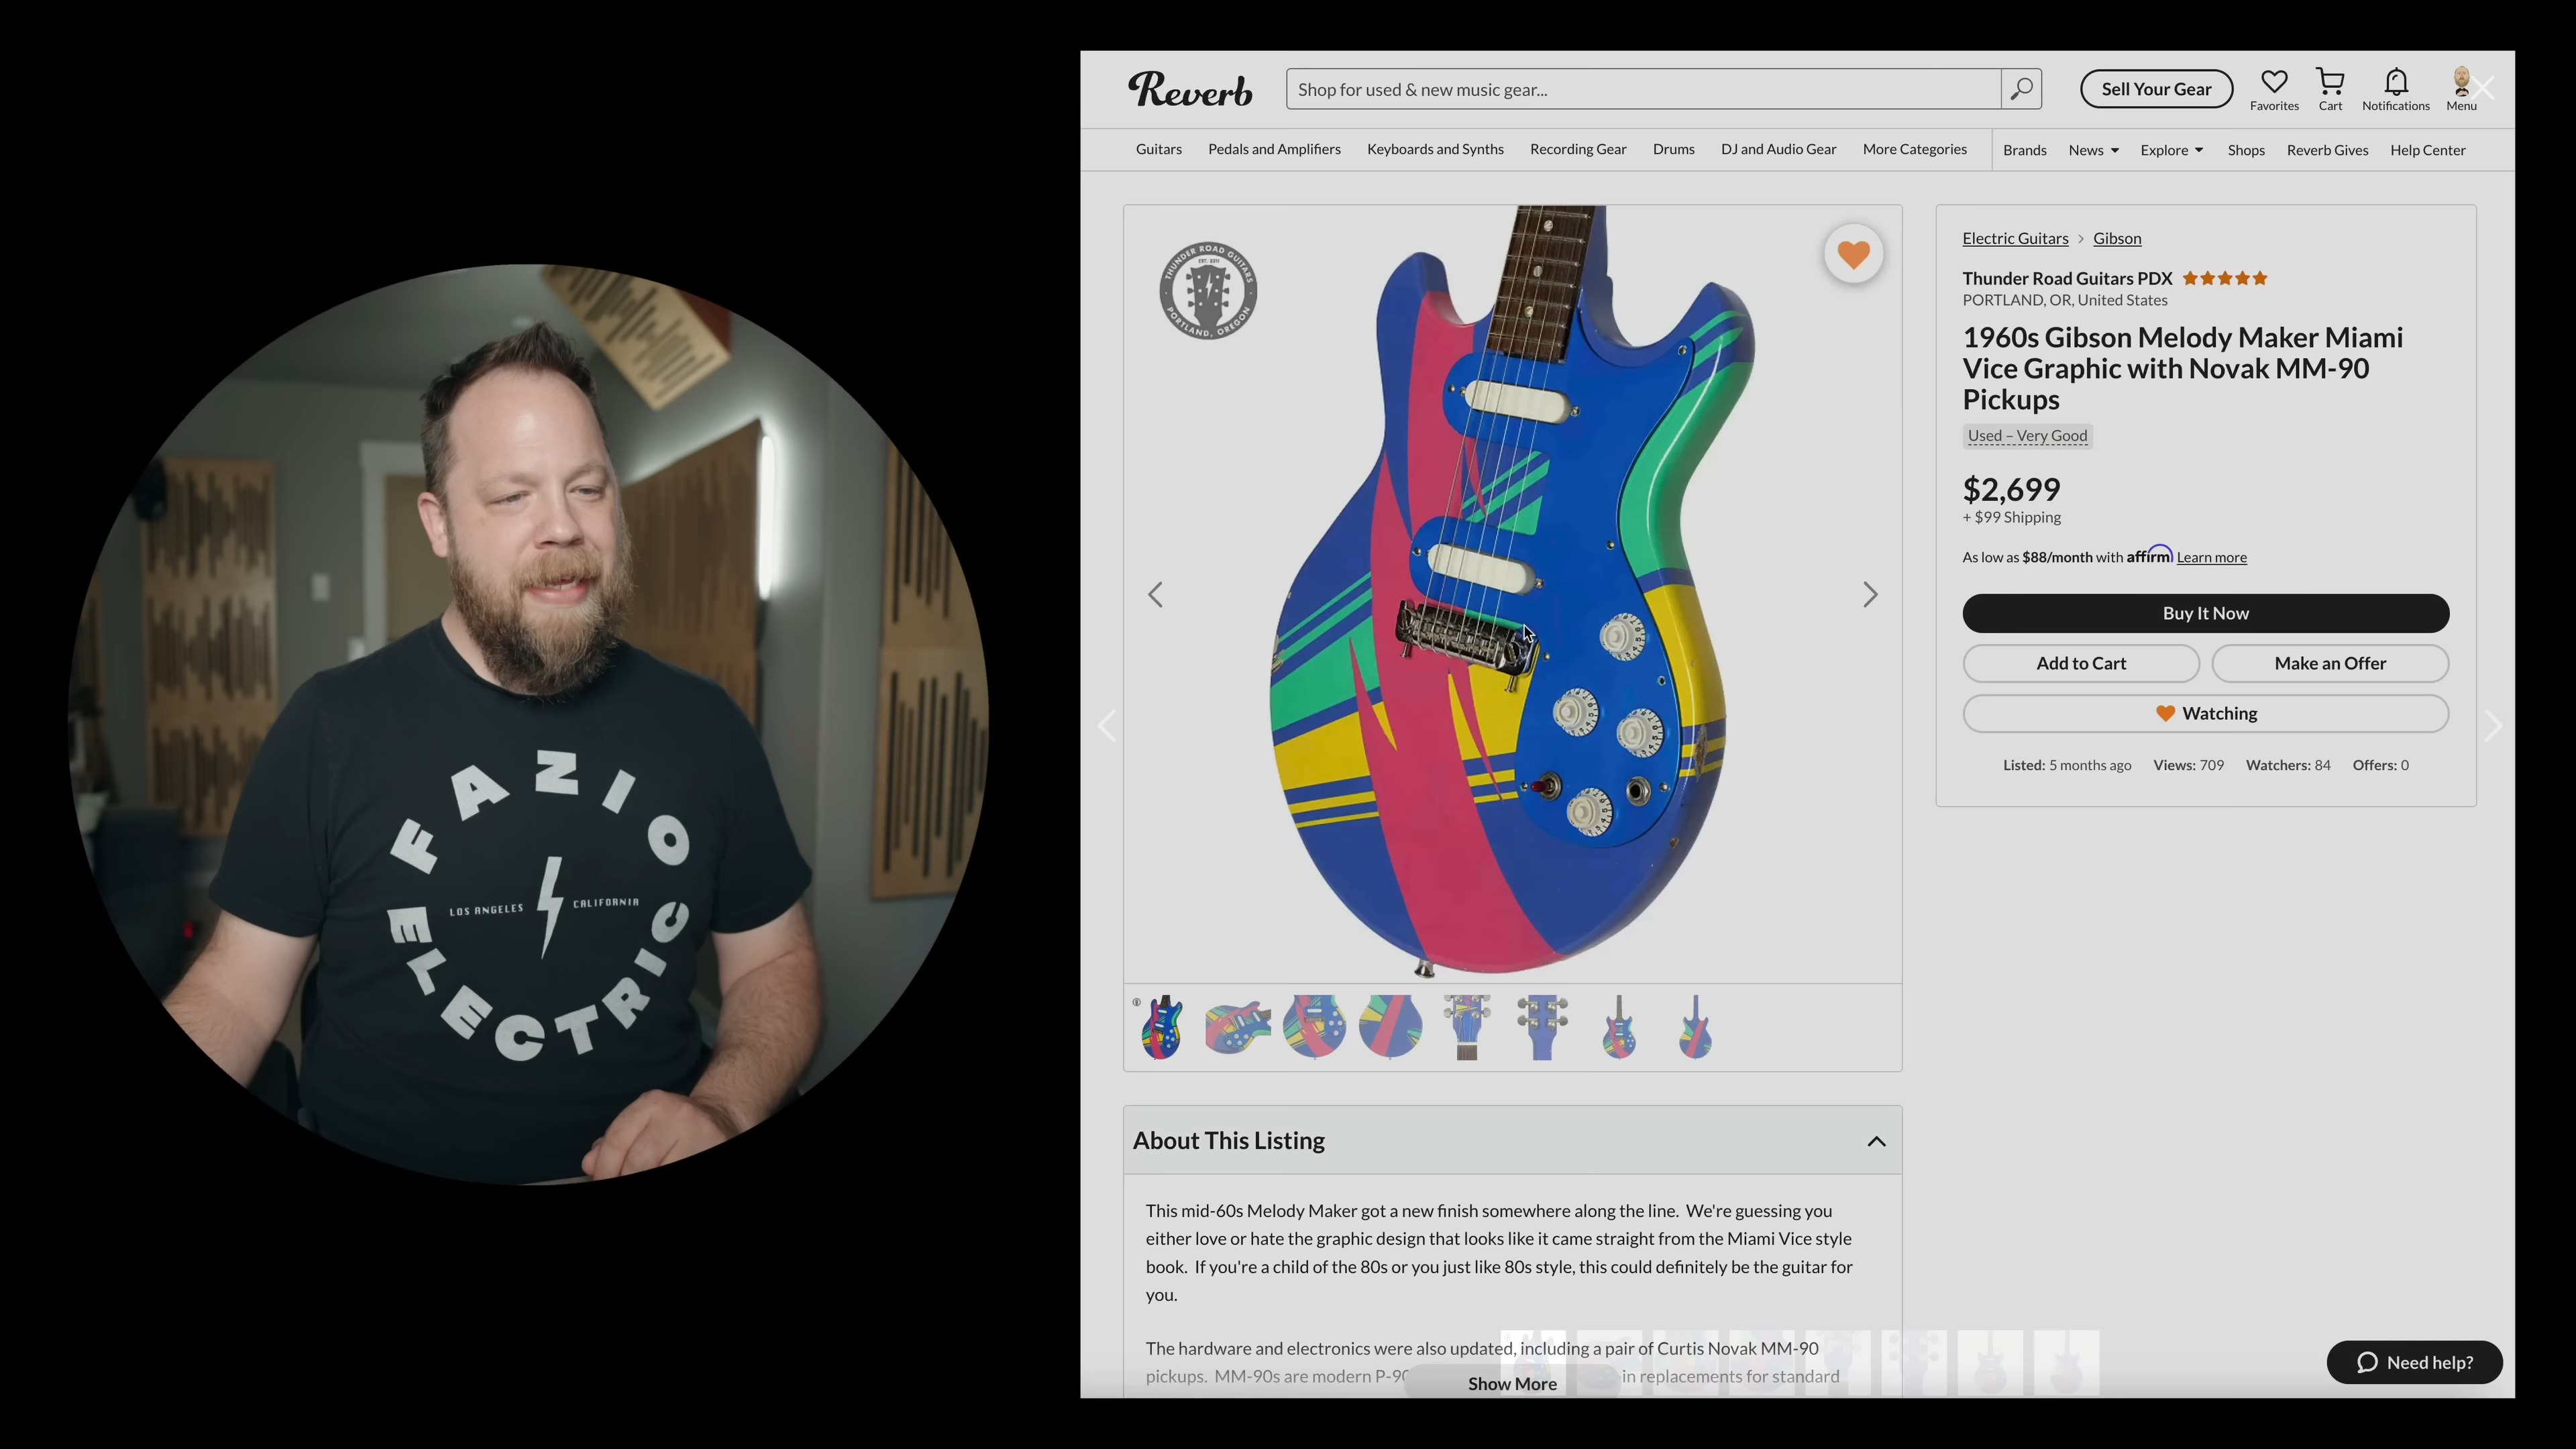 FAZIO
LOS ANGELES CALIFORNIA
ELECTRIC
Reverb
Shop for used & new music gear...
Sell Your Gear
Favorites
Cart
Notifications
Menu
Guitars
Pedals and Amplifiers
Keyboards and Synths
Recording Gear
Drums
DJ and Audio Gear
More Categories
Brands
News
Explore
Shops
Reverb Gives
Help Center
THUNDER ROAD GUITARS
PORTLAND, OREGON
Electric Guitars > Gibson
Thunder Road Guitars PDX
PORTLAND, OR, United States
1960s Gibson Melody Maker Miami
Vice Graphic with Novak MM-90
Pickups
Used – Very Good
$2,699
+ $99 Shipping
As low as $88/month with affirm Learn more
Buy It Now
Add to Cart
Make an Offer
Watching
Listed: 5 months ago Views: 709 Watchers: 84 Offers: 0
About This Listing
This mid-60s Melody Maker got a new finish somewhere along the line. We're guessing you
either love or hate the graphic design that looks like it came straight from the Miami Vice style
book. If you're a child of the 80s or you just like 80s style, this could definitely be the guitar for
you.
The hardware and electronics were also updated, including a pair of Curtis Novak MM-90
pickups. MM-90s are modern P-90 in replacements for standard
Show More
Need help?